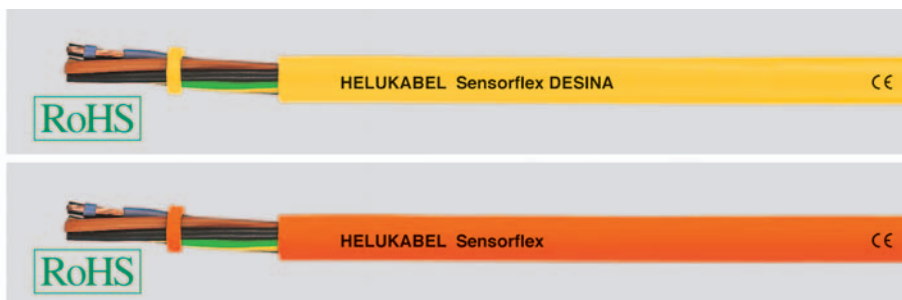 HELUKABEL Sensorflex DESINA CE
RoHS
HELUKABEL Sensorflex CE
RoHS